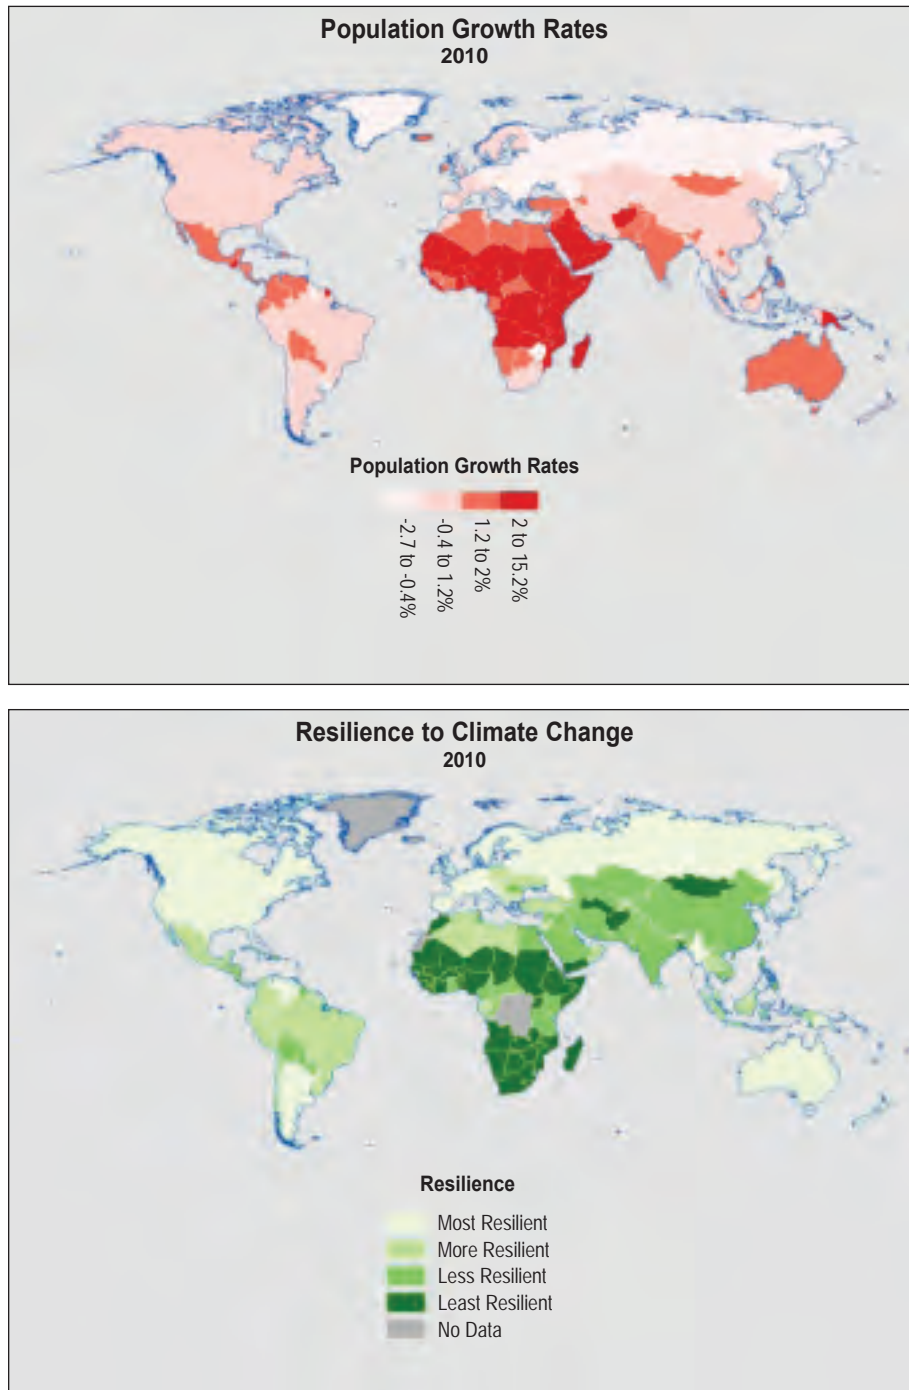 Population Growth Rates
2010
Population Growth Rates
-2.7 to -0.4%
-0.4 to 1.2%
1.2 to 2%
2 to 15.2%
Resilience to Climate Change
2010
Resilience
Most Resilient
More Resilient
Less Resilient
Least Resilient
No Data